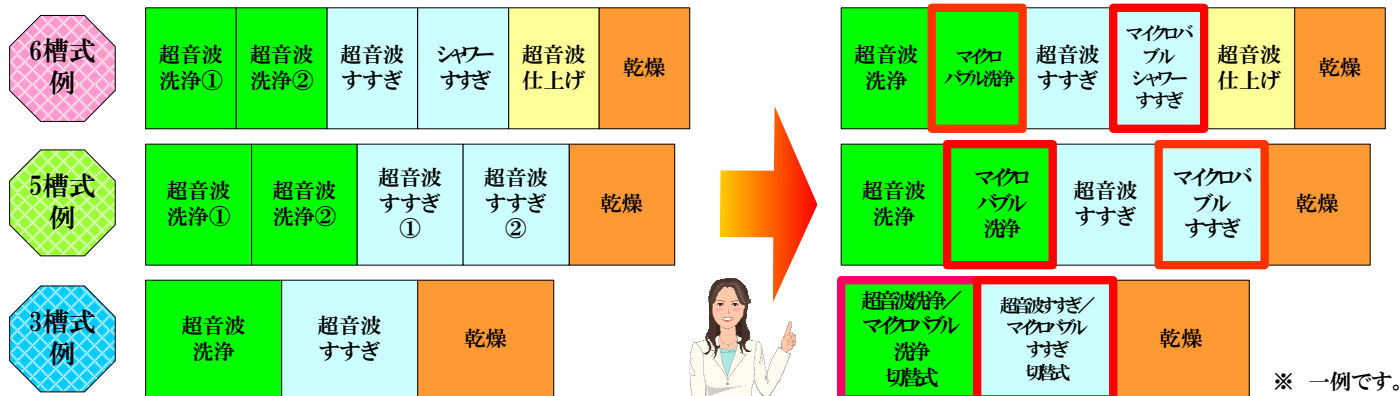 6槽式
例
超音波
洗浄①
超音波
洗浄②
超音波
すすぎ
シャワー
すすぎ
超音波
仕上げ
乾燥
超音波
洗浄
マイクロ
バブル洗浄
超音波
すすぎ
マイクロバ
ブル
シャワー
すすぎ
超音波
仕上げ
乾燥
5槽式
例
超音波
洗浄①
超音波
洗浄②
超音波
すすぎ
①
超音波
すすぎ
②
乾燥
超音波
洗浄
マイクロ
バブル
洗浄
超音波
すすぎ
マイクロバ
ブル
すすぎ
乾燥
3槽式
例
超音波
洗浄
超音波
すすぎ
乾燥
超音波洗浄／
マイクロバブル
洗浄
切替式
超音波すすぎ／
マイクロバブル
すすぎ
切替式
乾燥
※ 一例です。